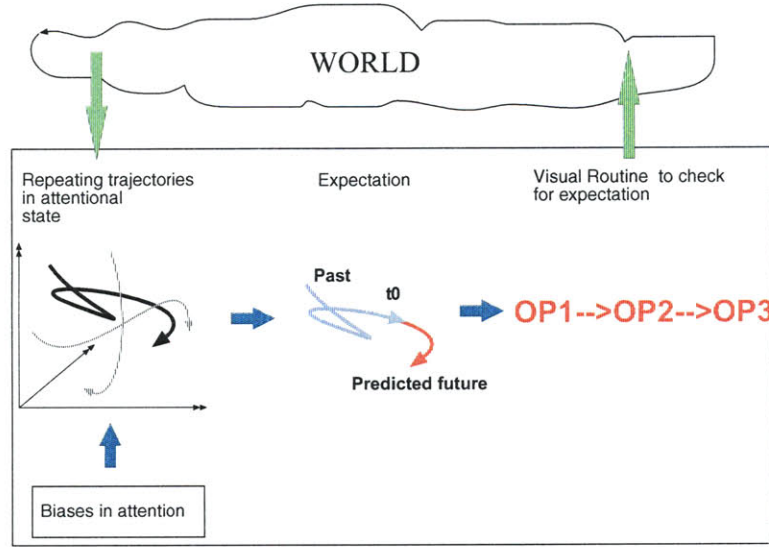 WORLD
Repeating trajectories
in attentional
state
Expectation
Visual Routine to check
for expectation
Past
t0
OP1-->OP2-->OP3
Predicted future
Biases in attention